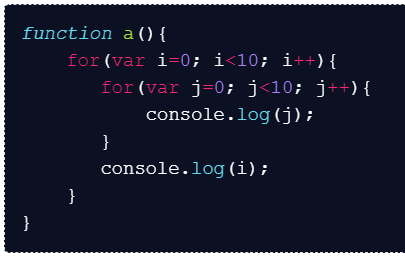 function a(){
    for(var i=0; i<10; i++){
       for(var j=0; j<10; j++){
           console.log(j);
       }
       console.log(i);
    }
}